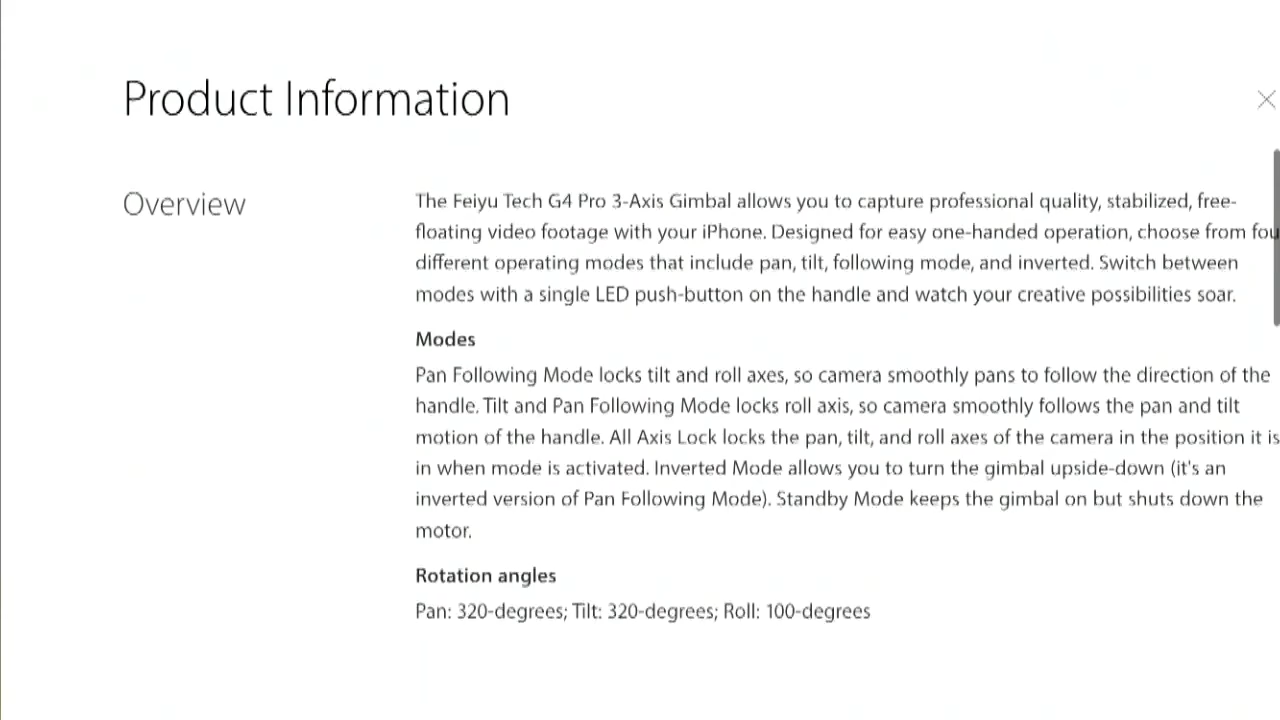 Product Information
Overview
The Feiyu Tech G4 Pro 3-Axis Gimbal allows you to capture professional quality, stabilized, free-
floating video footage with your iPhone. Designed for easy one-handed operation, choose from fou
different operating modes that include pan, tilt, following mode, and inverted. Switch between
modes with a single LED push-button on the handle and watch your creative possibilities soar.
Modes
Pan Following Mode locks tilt and roll axes, so camera smoothly pans to follow the direction of the
handle. Tilt and Pan Following Mode locks roll axis, so camera smoothly follows the pan and tilt
motion of the handle. All Axis Lock locks the pan, tilt, and roll axes of the camera in the position it is
in when mode is activated. Inverted Mode allows you to turn the gimbal upside-down (it's an
inverted version of Pan Following Mode). Standby Mode keeps the gimbal on but shuts down the
motor.
Rotation angles
Pan: 320-degrees; Tilt: 320-degrees; Roll: 100-degrees